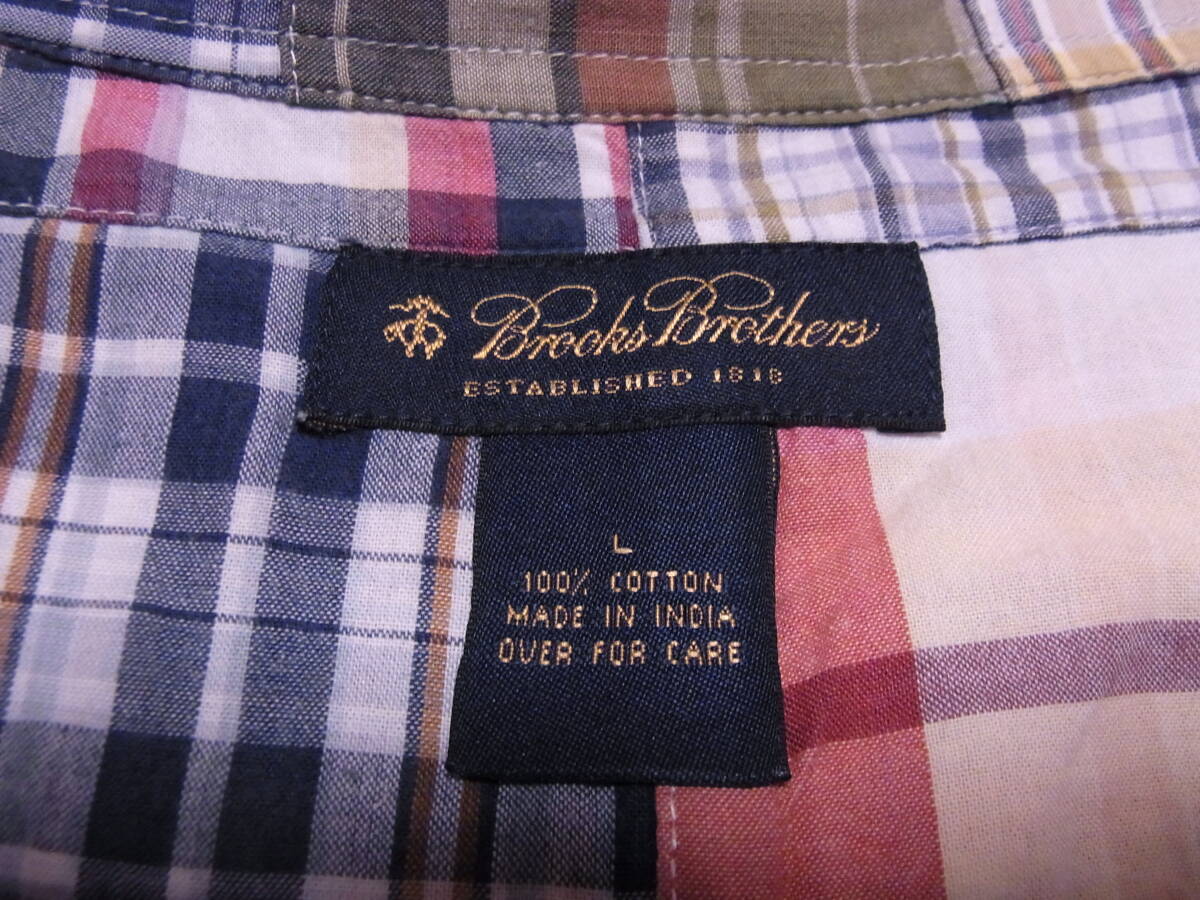 Brooks Brothers
ESTABLISHED 1818
L
100% COTTON
MADE IN INDIA
OVER FOR CARE